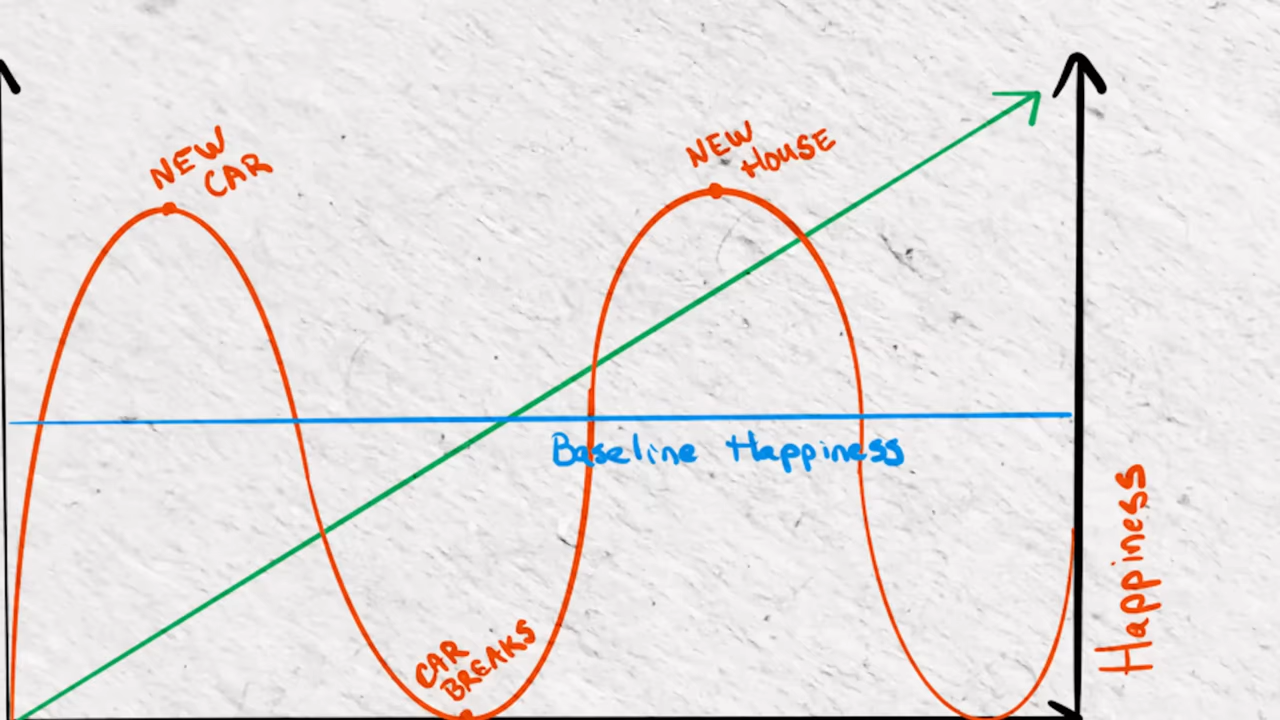 NEW
CAR
NEW
HOUSE
Baseline Happiness
CAR
BREAKS
Happiness